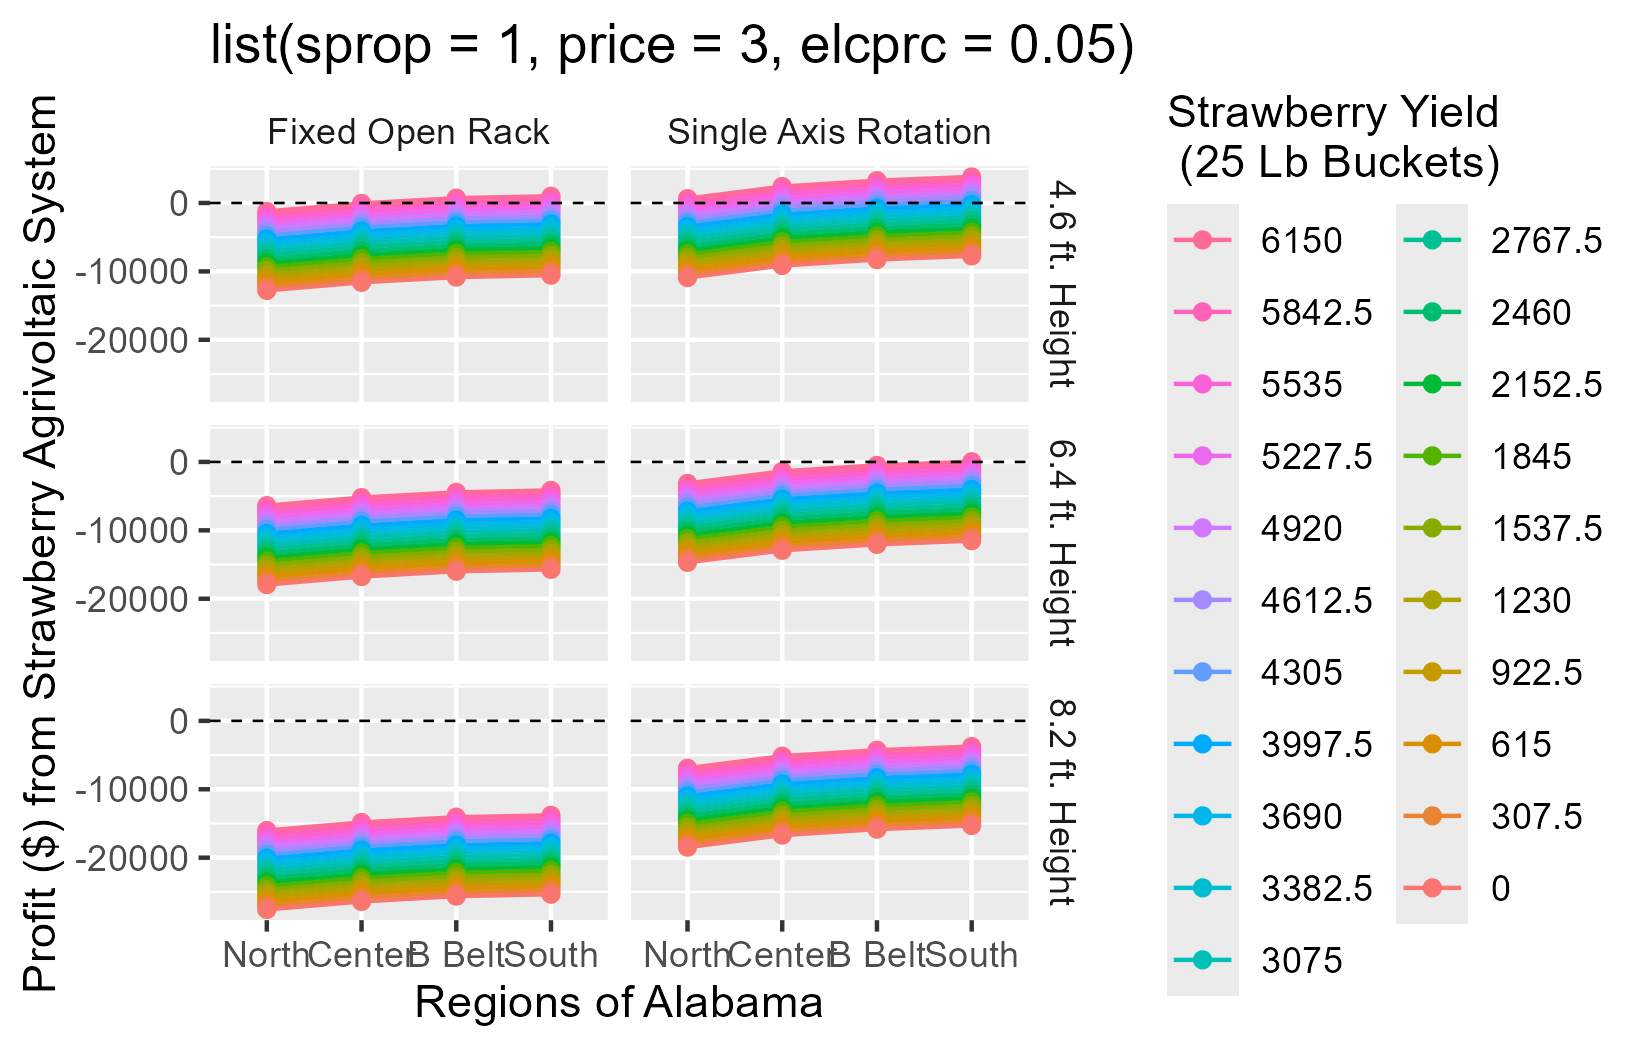 list(sprop = 1, price = 3, elcprc = 0.05)
Profit ($) from Strawberry Agrivoltaic System
Fixed Open Rack
Single Axis Rotation
0
-10000
-20000
4.6 ft. Height
0
-10000
-20000
6.4 ft. Height
0
-10000
-20000
8.2 ft. Height
North Center B Belt South
North Center B Belt South
Regions of Alabama
Strawberry Yield
(25 Lb Buckets)
6150
5842.5
5535
5227.5
4920
4612.5
4305
3997.5
3690
3382.5
3075
2767.5
2460
2152.5
1845
1537.5
1230
922.5
615
307.5
0